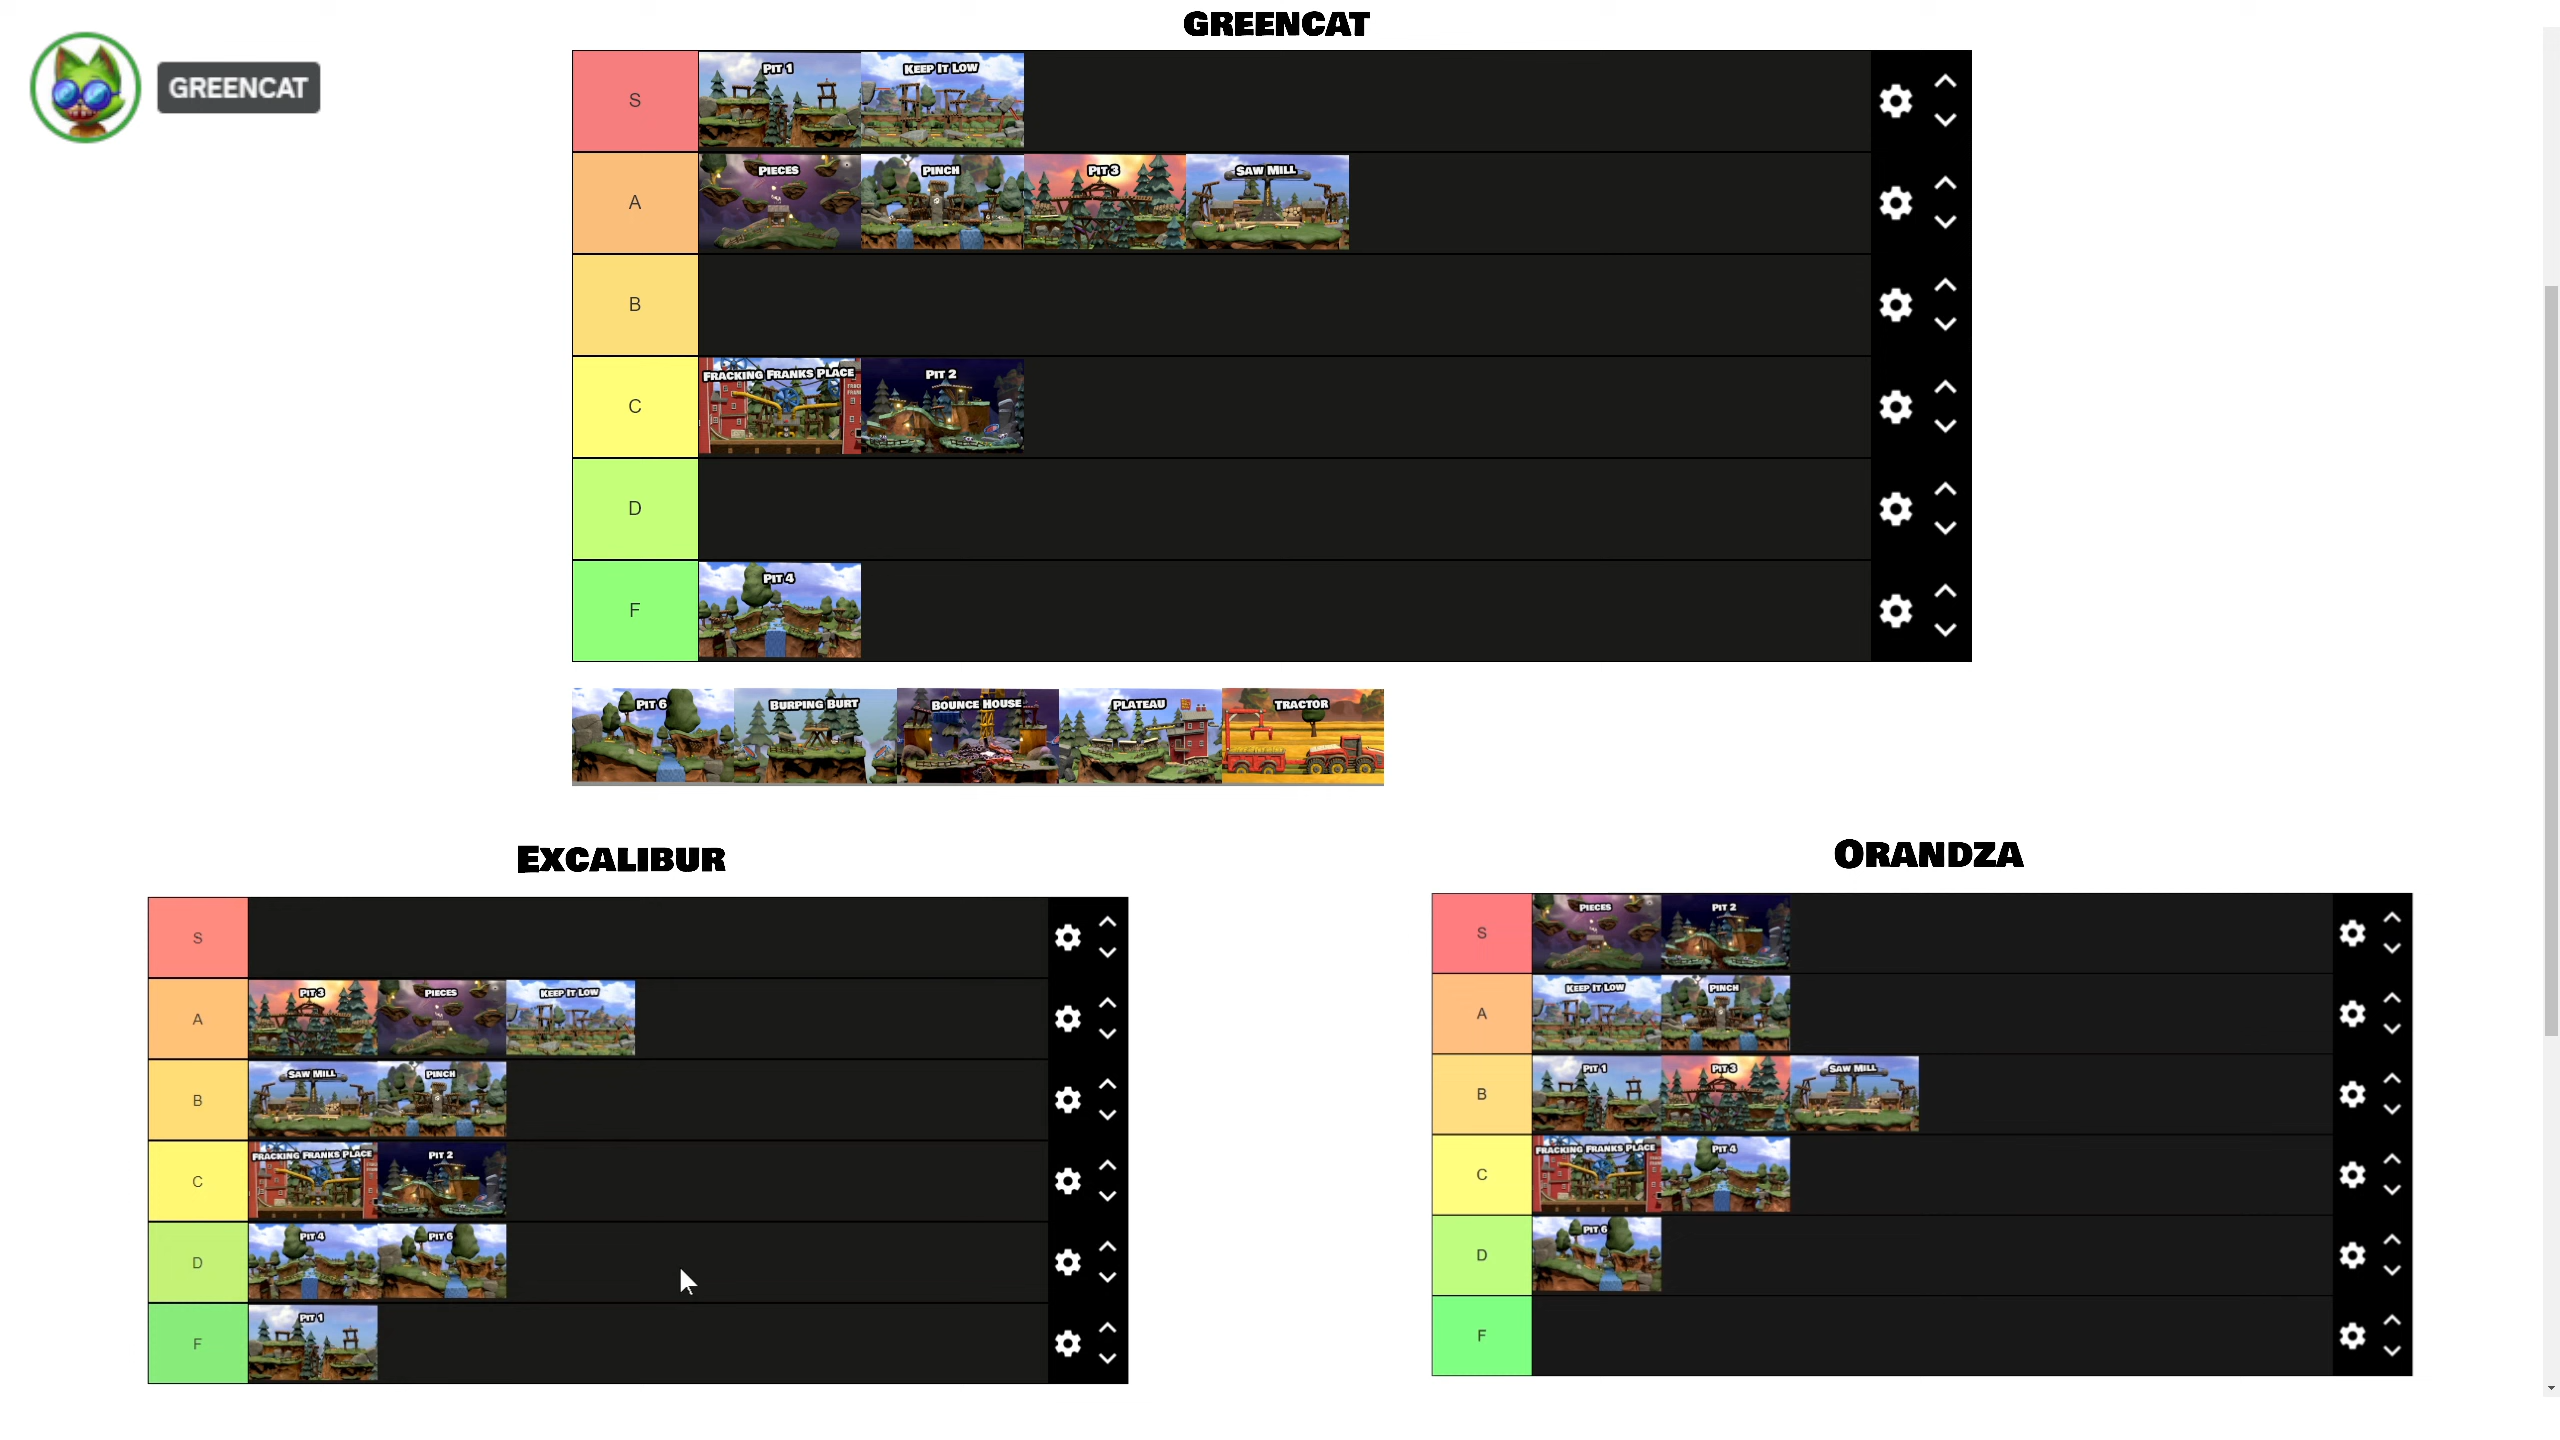 GREENCAT
GREENCAT
S
PIT 1
KEEP IT LOW
A
PIECES
PINCH
PIT 3
SAW MILL
B
C
FRACKING FRANKS PLACE
PIT 2
D
F
PIT 4
PIT 6
BURPING BURT
BOUNCE HOUSE
PLATEAU
TRACTOR
EXCALIBUR
S
A
PIT 3
PIECES
KEEP IT LOW
B
SAW MILL
PINCH
C
FRACKING FRANKS PLACE
PIT 2
D
PIT 4
PIT 6
F
PIT 1
ORANDZA
S
PIECES
PIT 2
A
KEEP IT LOW
PINCH
B
PIT 1
PIT 3
SAW MILL
C
FRACKING FRANKS PLACE
PIT 4
D
PIT 6
F